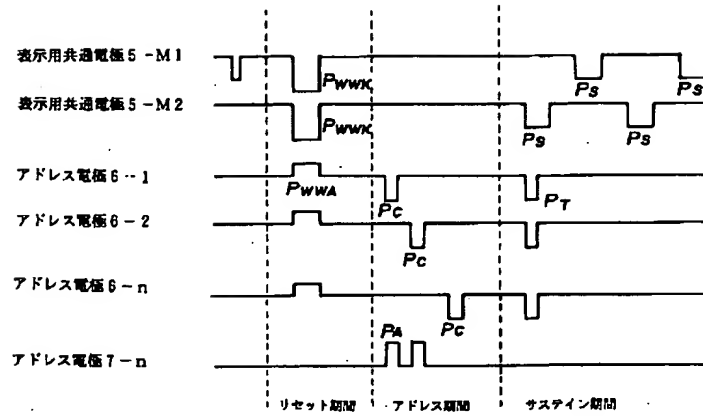 表示用共通電極5-M1
PWWK
PS
PS
表示用共通電極5-M2
PWWK
PS
PS
アドレス電極6-1
PWWA
PC
PT
アドレス電極6-2
PC
アドレス電極6-n
PC
PA
アドレス電極7-n
リセット期間
アドレス期間
サステイン期間